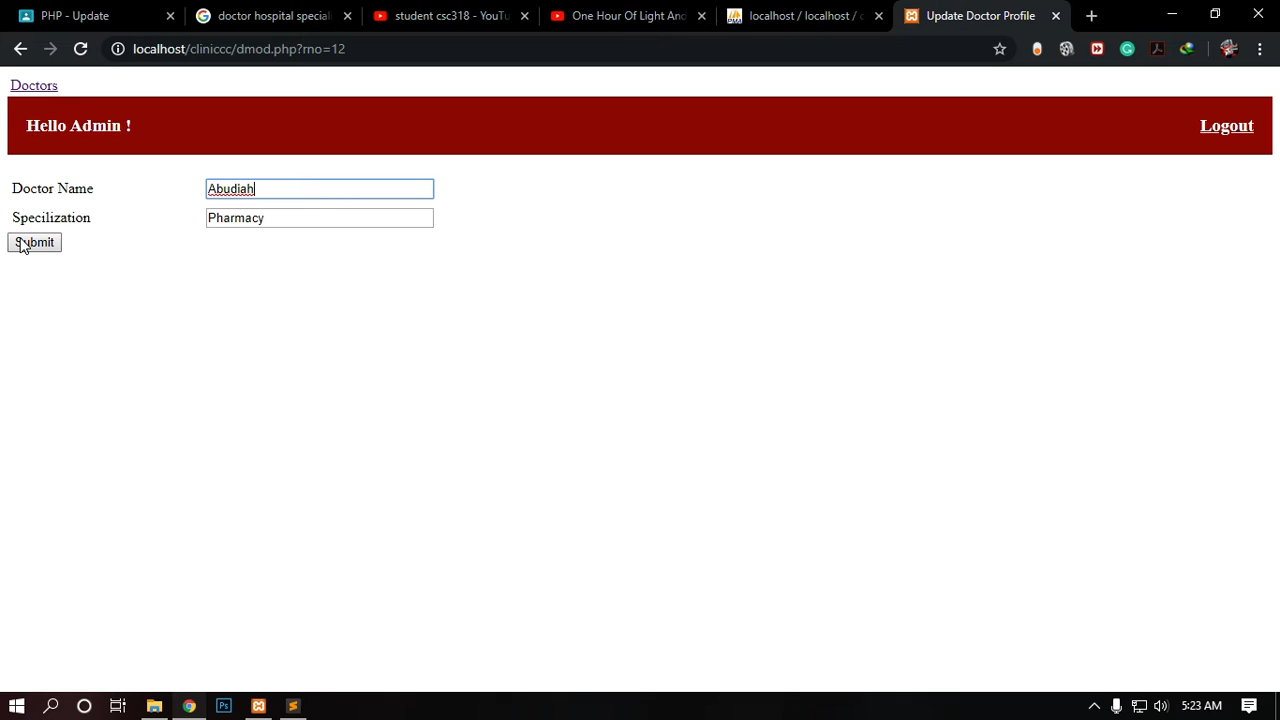 PHP - Update
doctor hospital special
student csc318 - YouTu
One Hour Of Light And
localhost / localhost / c
Update Doctor Profile
localhost/cliniccc/dmod.php?rno=12
Doctors
Hello Admin !
Logout
Doctor Name
Abudiah
Specilization
Pharmacy
Submit
Ps
5:23 AM